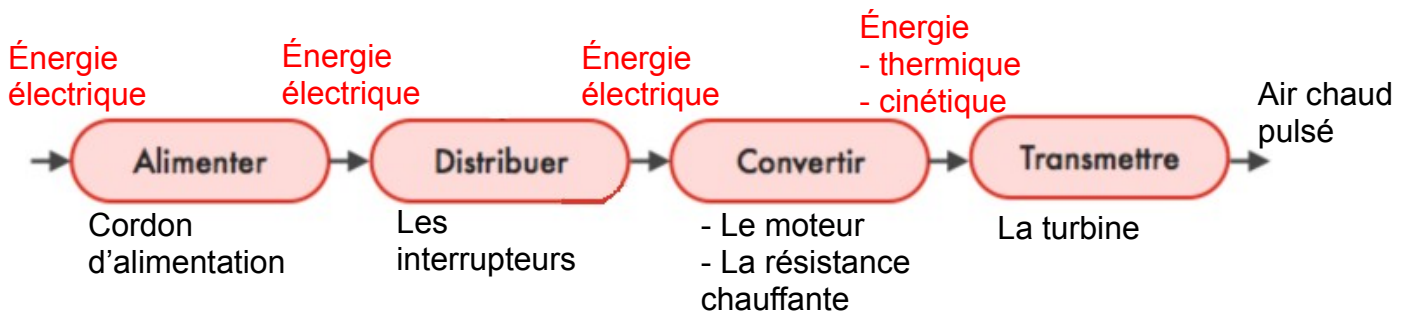 Énergie
électrique
Énergie
électrique
Énergie
électrique
Énergie
- thermique
- cinétique
Air chaud
pulsé
Alimenter
Distribuer
Convertir
Transmettre
Cordon
d’alimentation
Les
interrupteurs
- Le moteur
- La résistance
chauffante
La turbine